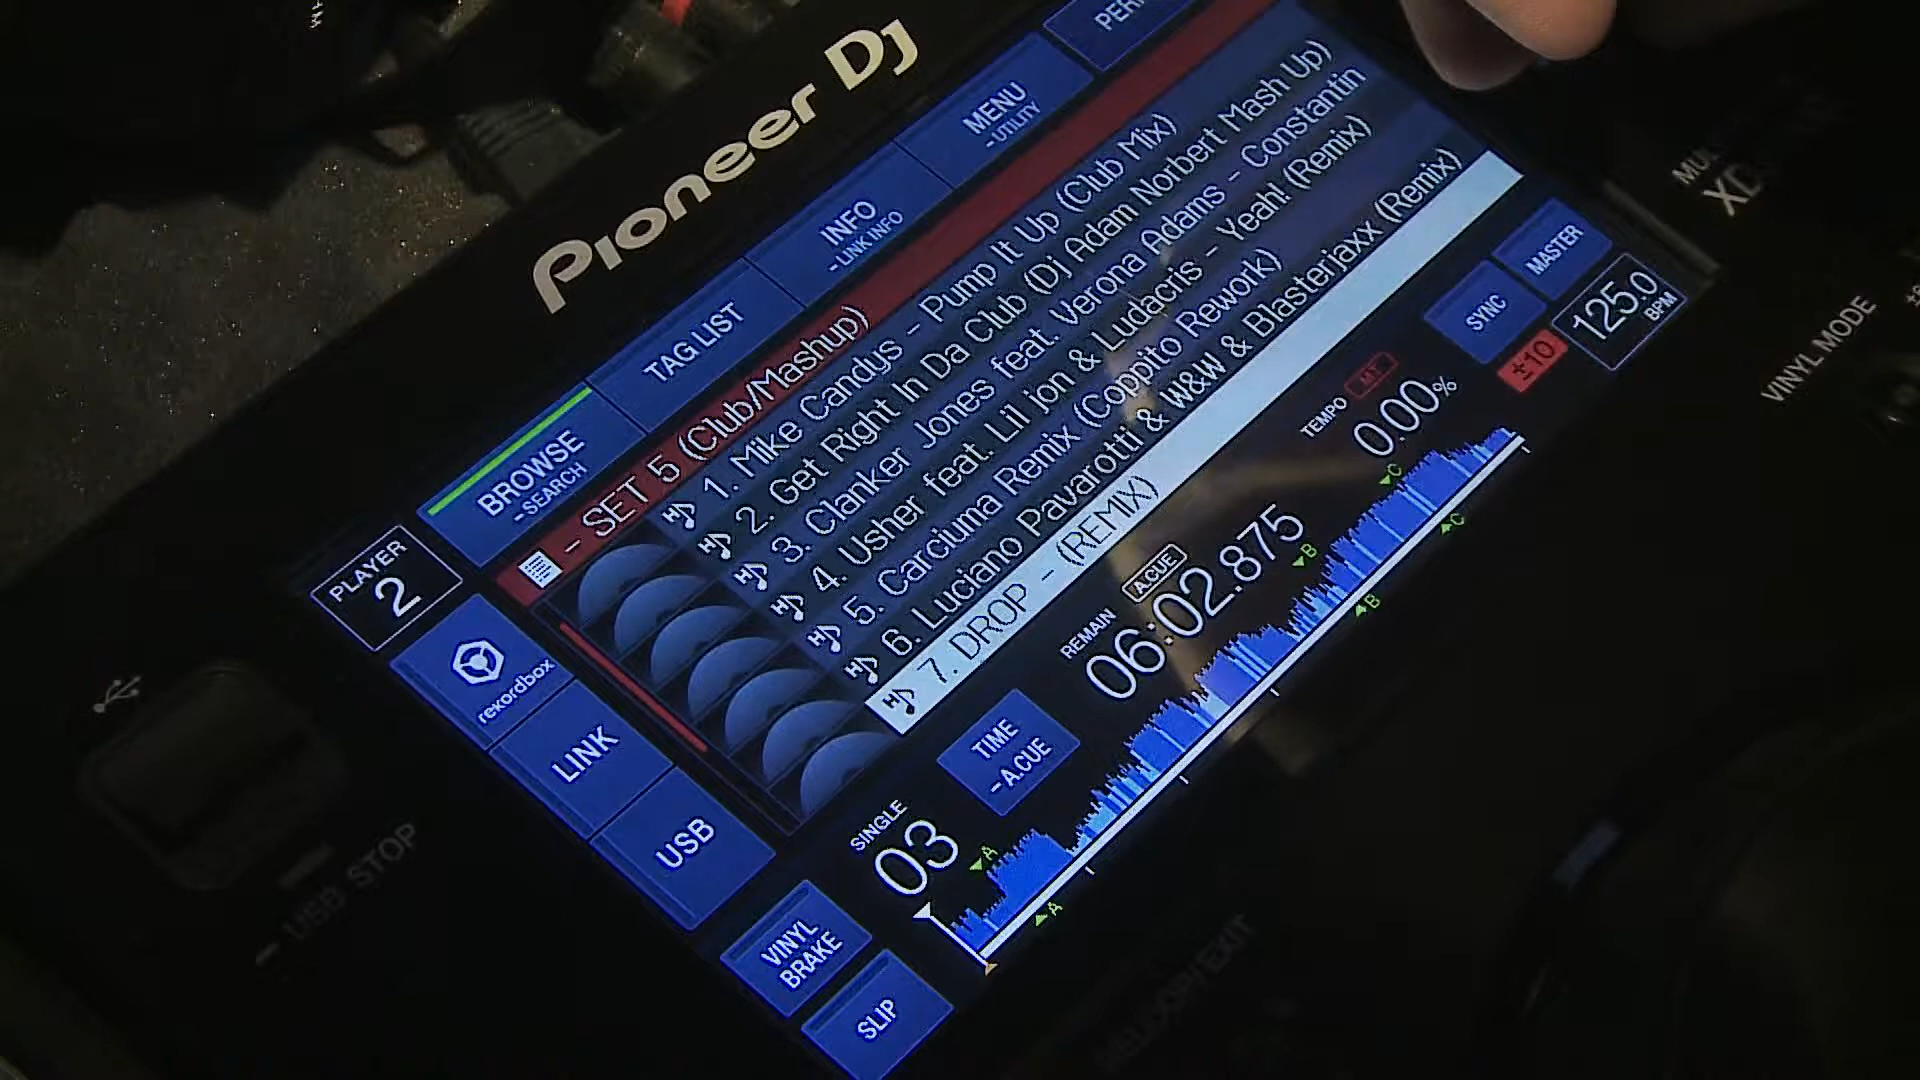 Pioneer Dj
PLAYER
2
BROWSE
-SEARCH
TAG LIST
INFO
-LINK INFO
MENU
-UTILITY
rekordbox
LINK
USB
- SET 5 (Club/Mashup)
1. Mike Candys - Pump It Up (Club Mix)
2. Get Right In Da Club (Dj Adam Norbert Mash Up)
3. Clanker Jones feat. Verona Adams - Constantin
4. Usher feat. Lil jon & Ludacris - Yeah! (Remix)
5. Carciuma Remix (Coppito Rework)
6. Luciano Pavarotti & W&W & Blasterjaxx (Remix)
7. DROP - (REMIX)
TIME
-A.CUE
REMAIN
A.CUE
06:02.875
TEMPO
MT
0.00%
±10
SYNC
MASTER
125.0
BPM
SINGLE
03
A
B
C
A
B
C
VINYL
BRAKE
SLIP
USB STOP
VINYL MODE